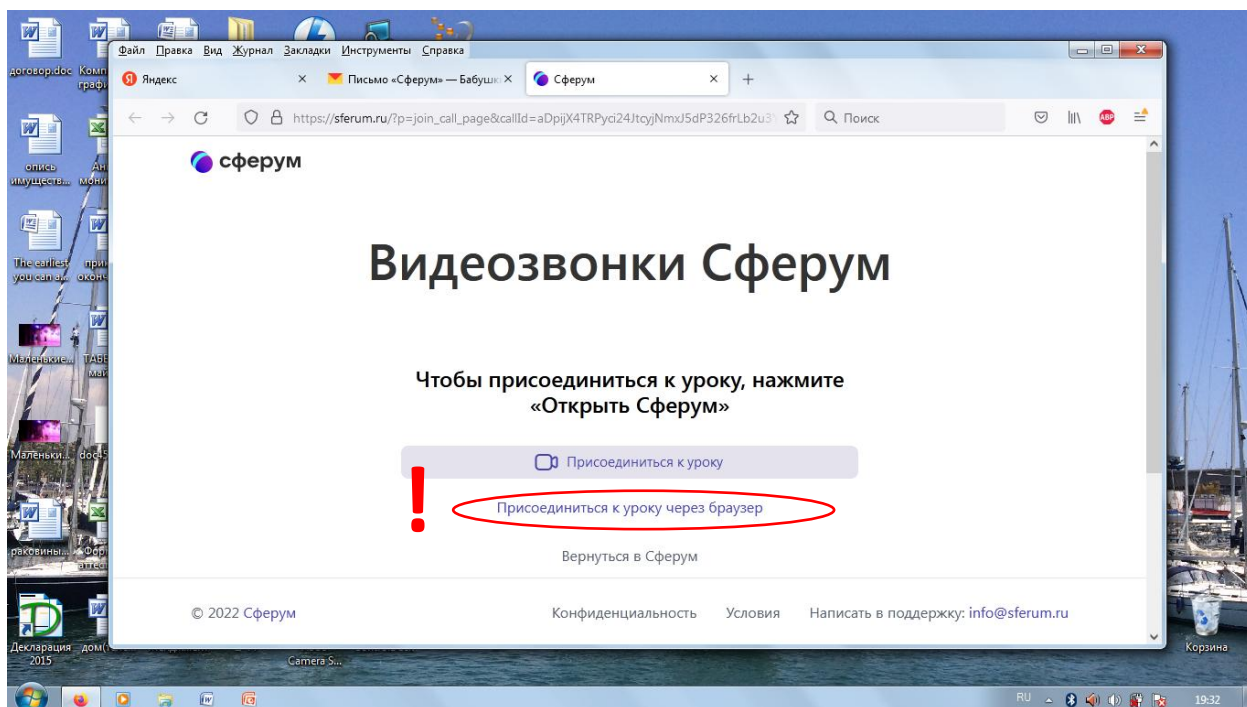 Файл Правка Вид Журнал Закладки Инструменты Справка
Яндекс
Письмо «Сферум» — Бабушк
Сферум
https://sferum.ru/?p=join_call_page&callId=
Поиск
ABP
сферум
Видеозвонки Сферум
Чтобы присоединиться к уроку, нажмите
«Открыть Сферум»
Присоединиться к уроку
!
Присоединиться к уроку через браузер
Вернуться в Сферум
© 2022 Сферум
Конфиденциальность Условия Написать в поддержку: info@sferum.ru
договор.doc
опись
имуществ...
The earliest
you can a...
Маленькие...
Маленьки...
раковины...
Декларация
2015
Camera S...
Корзина
RU
19:32